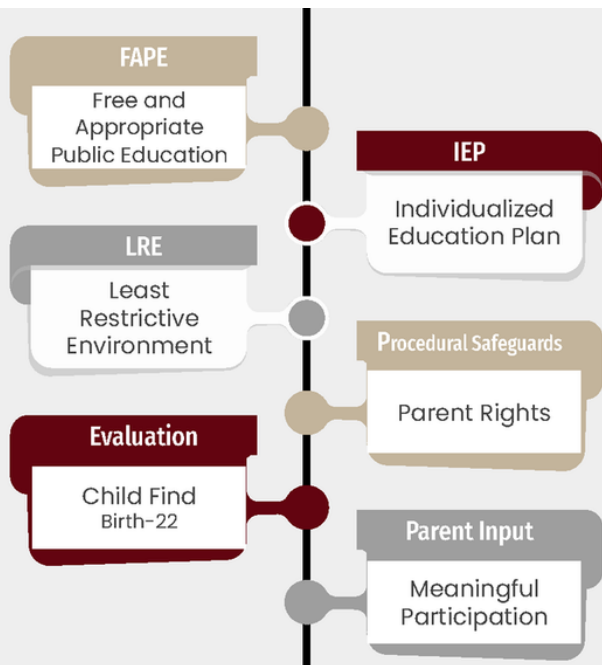 FAPE
Free and
Appropriate
Public Education
IEP
Individualized
Education Plan
LRE
Least
Restrictive
Environment
Procedural Safeguards
Parent Rights
Evaluation
Child Find
Birth-22
Parent Input
Meaningful
Participation